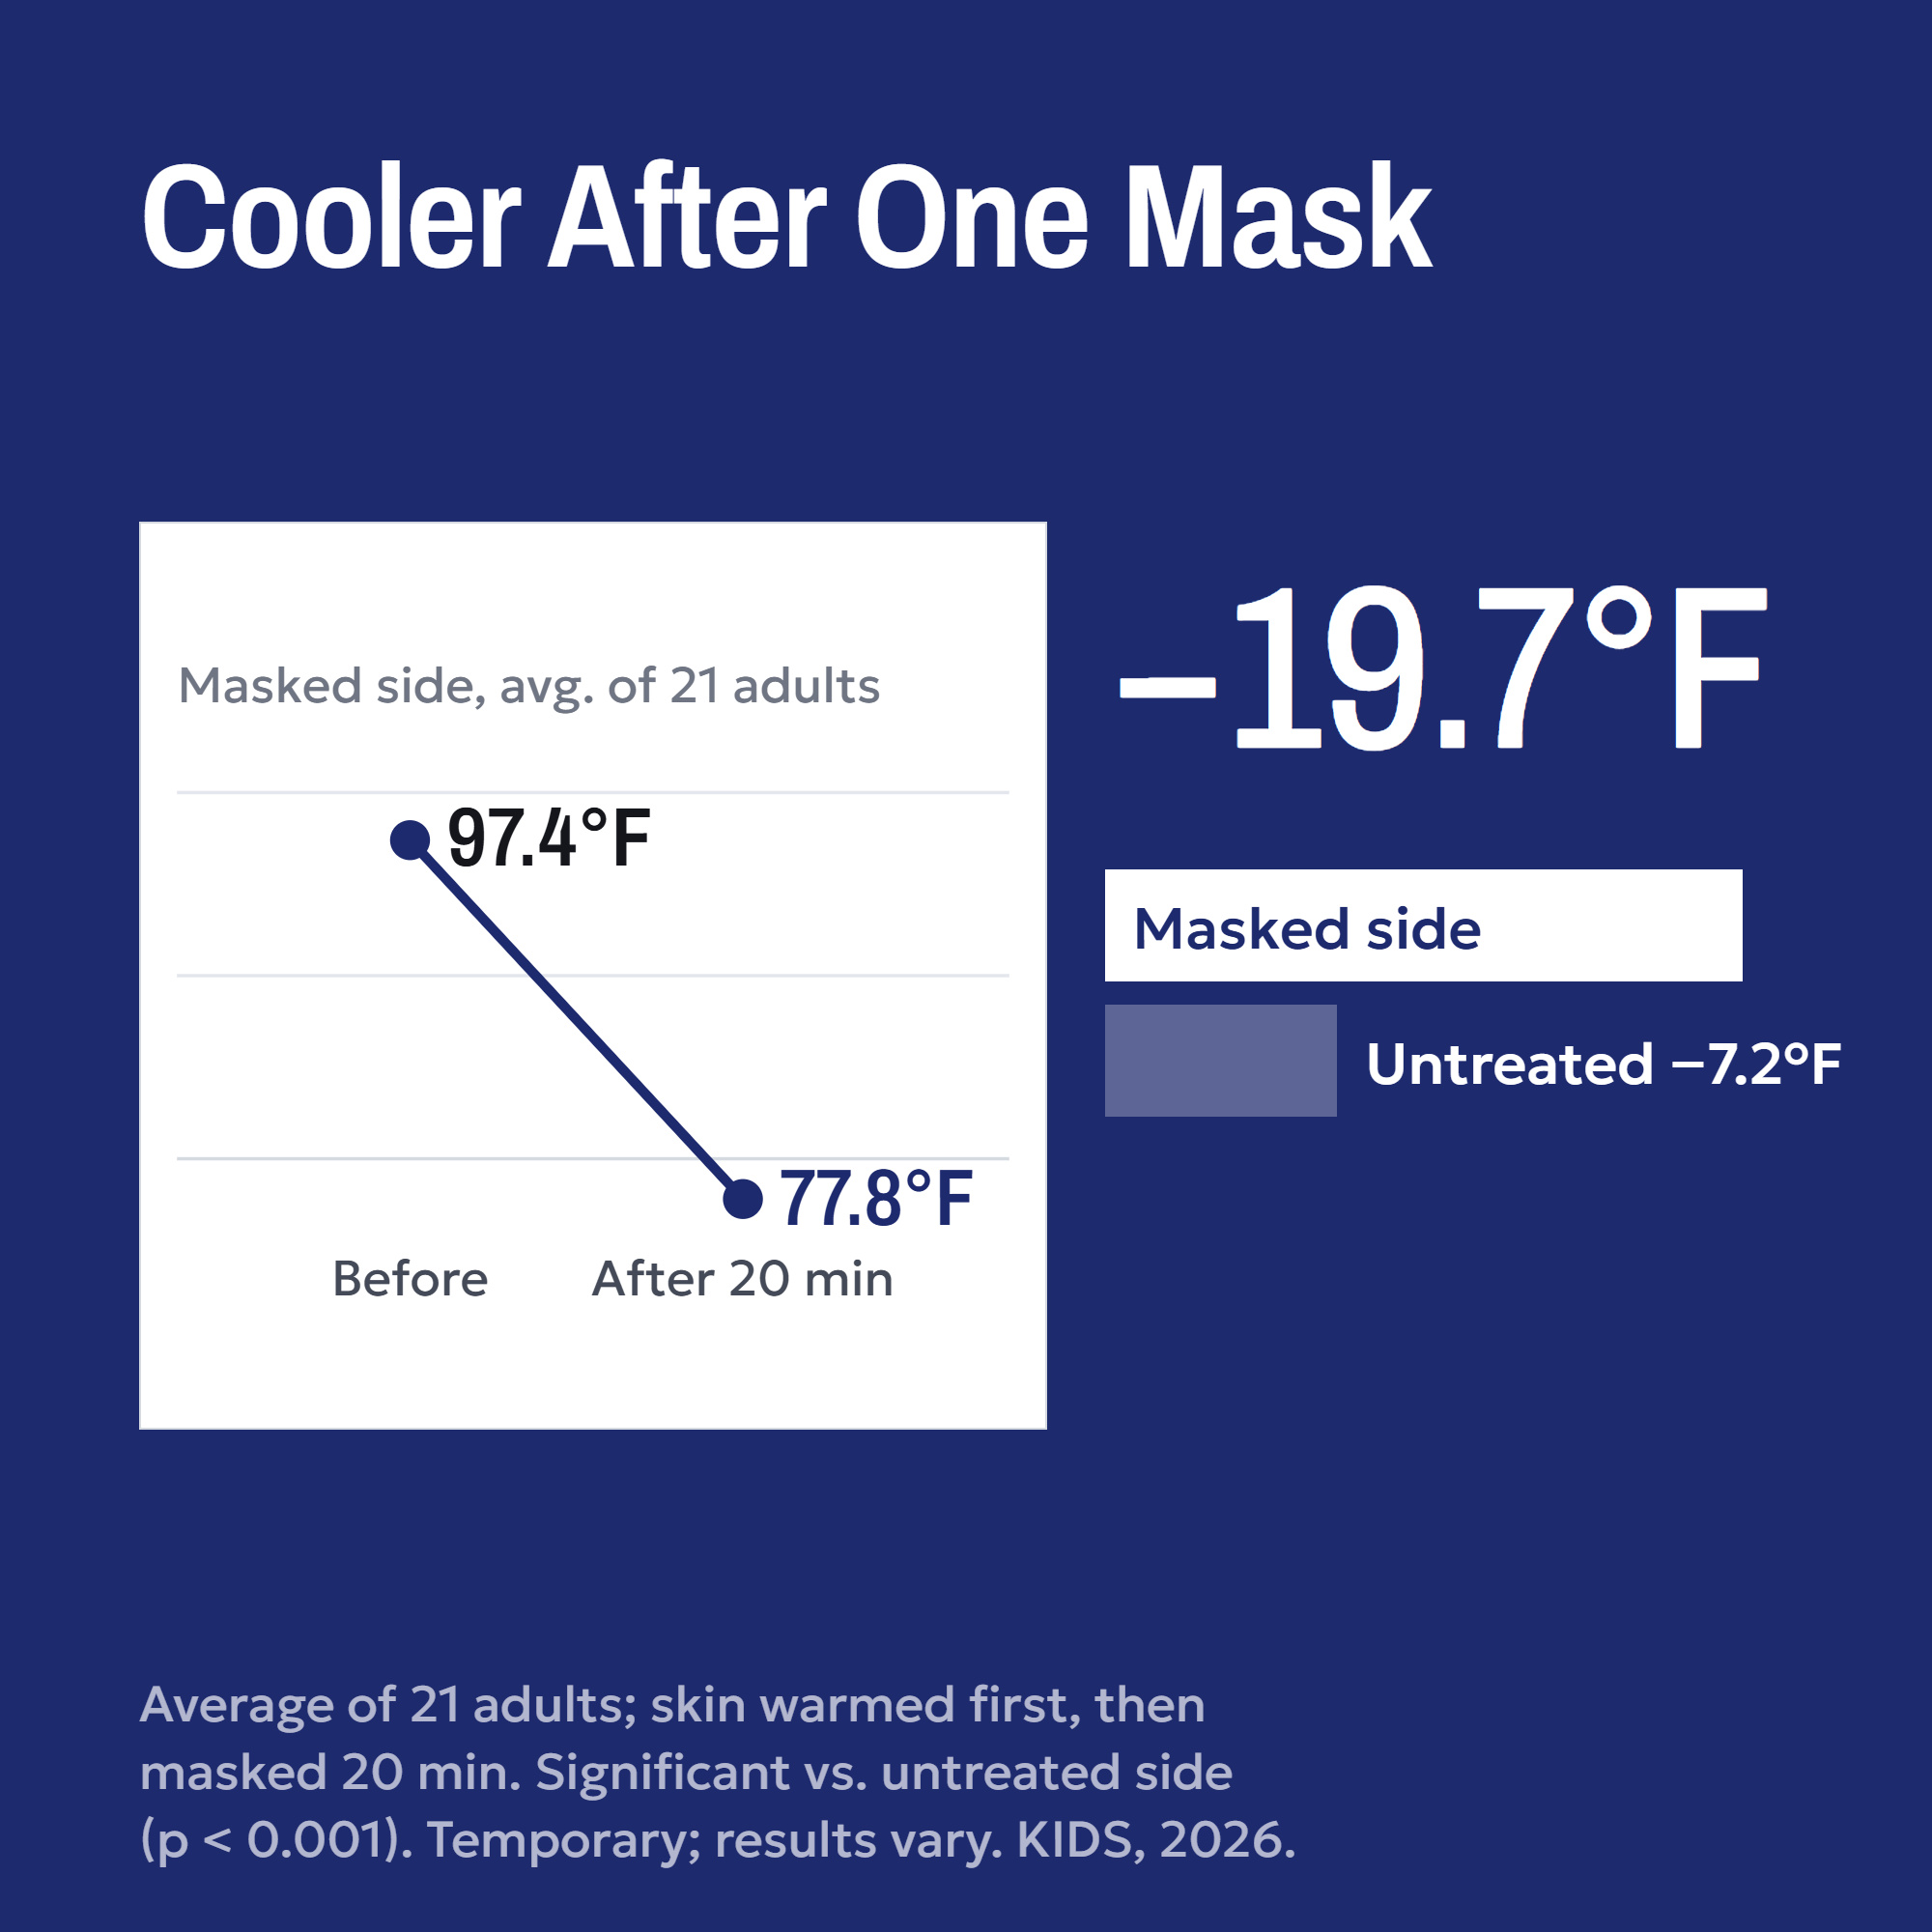 Cooler After One Mask
Masked side, avg. of 21 adults
97.4°F
77.8°F
Before
After 20 min
–19.7°F
Masked side
Untreated –7.2°F
Average of 21 adults; skin warmed first, then
masked 20 min. Significant vs. untreated side
(p < 0.001). Temporary; results vary. KIDS, 2026.